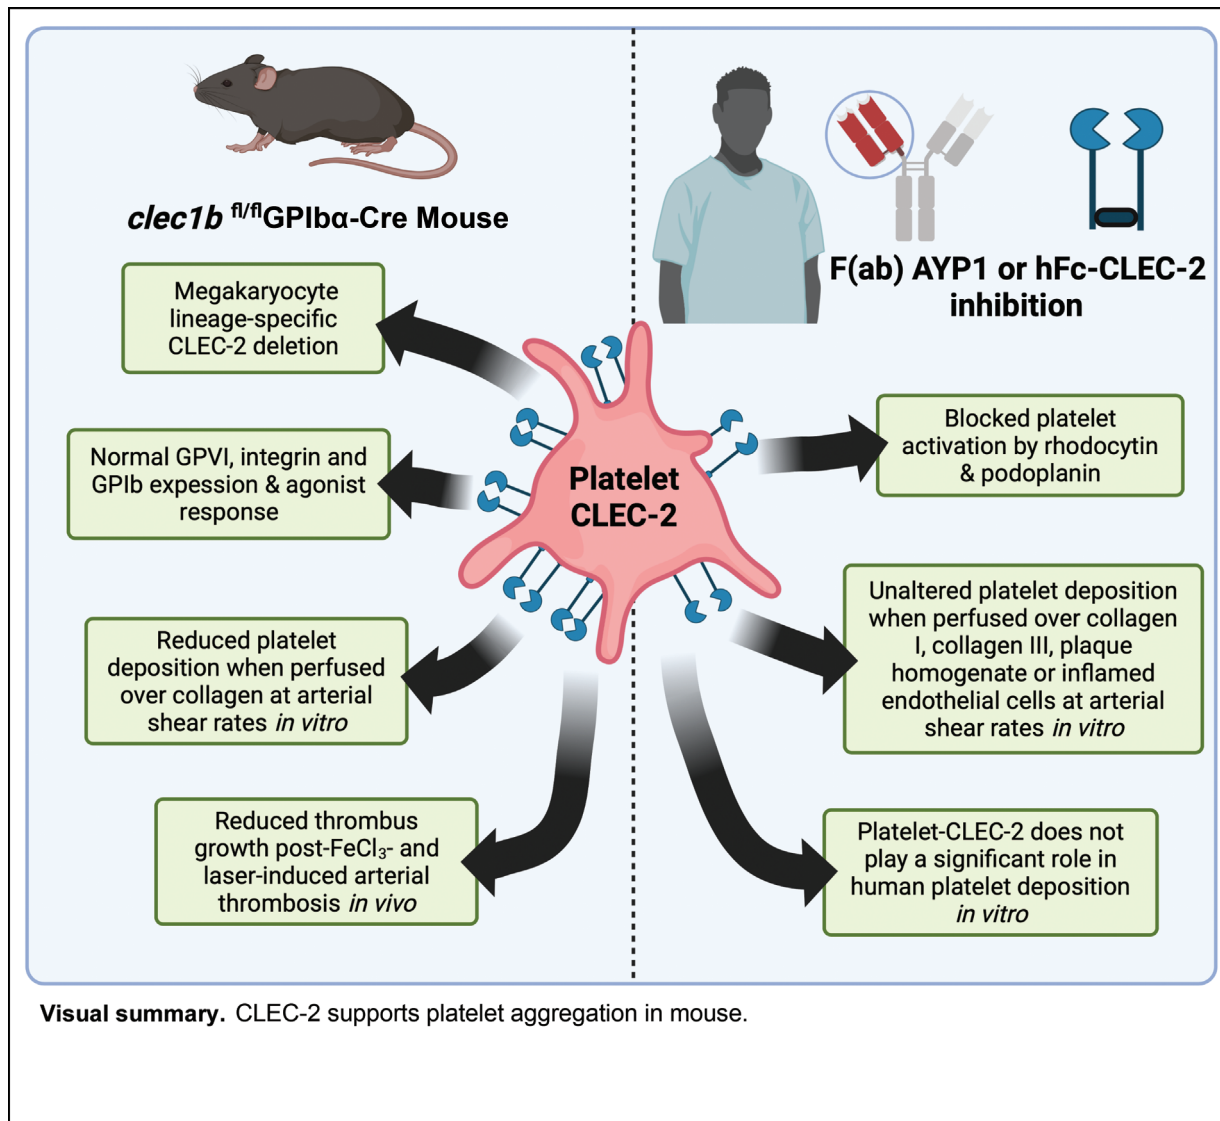 clec1b fl/flGPIbα-Cre Mouse
Megakaryocyte
lineage-specific
CLEC-2 deletion
Normal GPVI, integrin and
GPIb expession & agonist
response
Reduced platelet
deposition when perfused
over collagen at arterial
shear rates in vitro
Reduced thrombus
growth post-FeCl₃- and
laser-induced arterial
thrombosis in vivo
Platelet
CLEC-2
F(ab) AYP1 or hFc-CLEC-2
inhibition
Blocked platelet
activation by rhodocytin
& podoplanin
Unaltered platelet deposition
when perfused over collagen
I, collagen III, plaque
homogenate or inflamed
endothelial cells at arterial
shear rates in vitro
Platelet-CLEC-2 does not
play a significant role in
human platelet deposition
in vitro
Visual summary. CLEC-2 supports platelet aggregation in mouse.